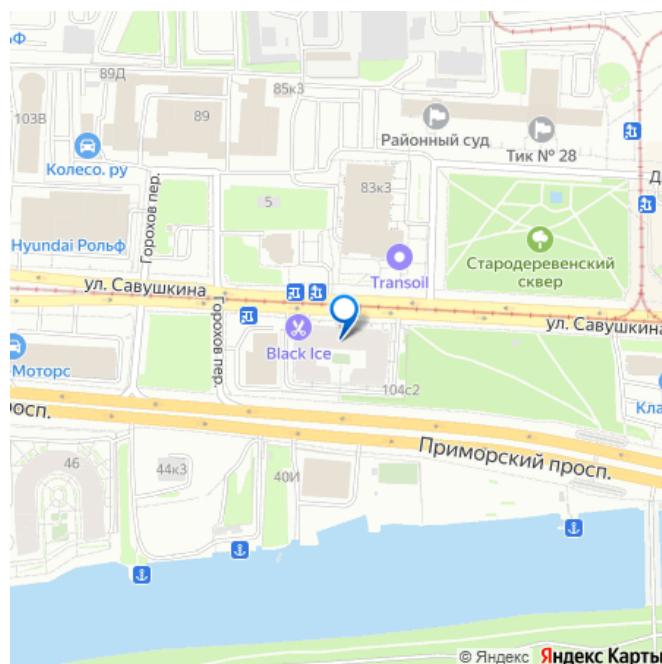 ф
89Д
85к3
103В
89
Районный суд
Тик № 28
Колесо. ру
83к3
Д
Горохов пер.
5
Hyundai Рольф
Transoil
Стародеревенский
сквер
ул. Савушкина
ул. Савушкина
Горохов пер.
Black Ice
-Моторс
104с2
Кла
росп.
Приморский просп.
46
44к3
40И
© Яндекс Яндекс Карты